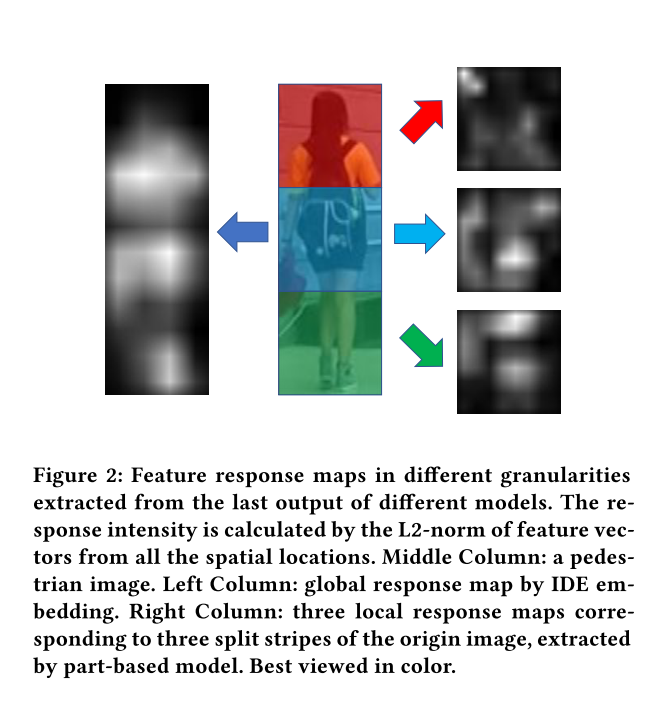 Figure 2: Feature response maps in different granularities
extracted from the last output of different models. The re-
sponse intensity is calculated by the L2-norm of feature vec-
tors from all the spatial locations. Middle Column: a pedes-
trian image. Left Column: global response map by IDE em-
bedding. Right Column: three local response maps corre-
sponding to three split stripes of the origin image, extracted
by part-based model. Best viewed in color.